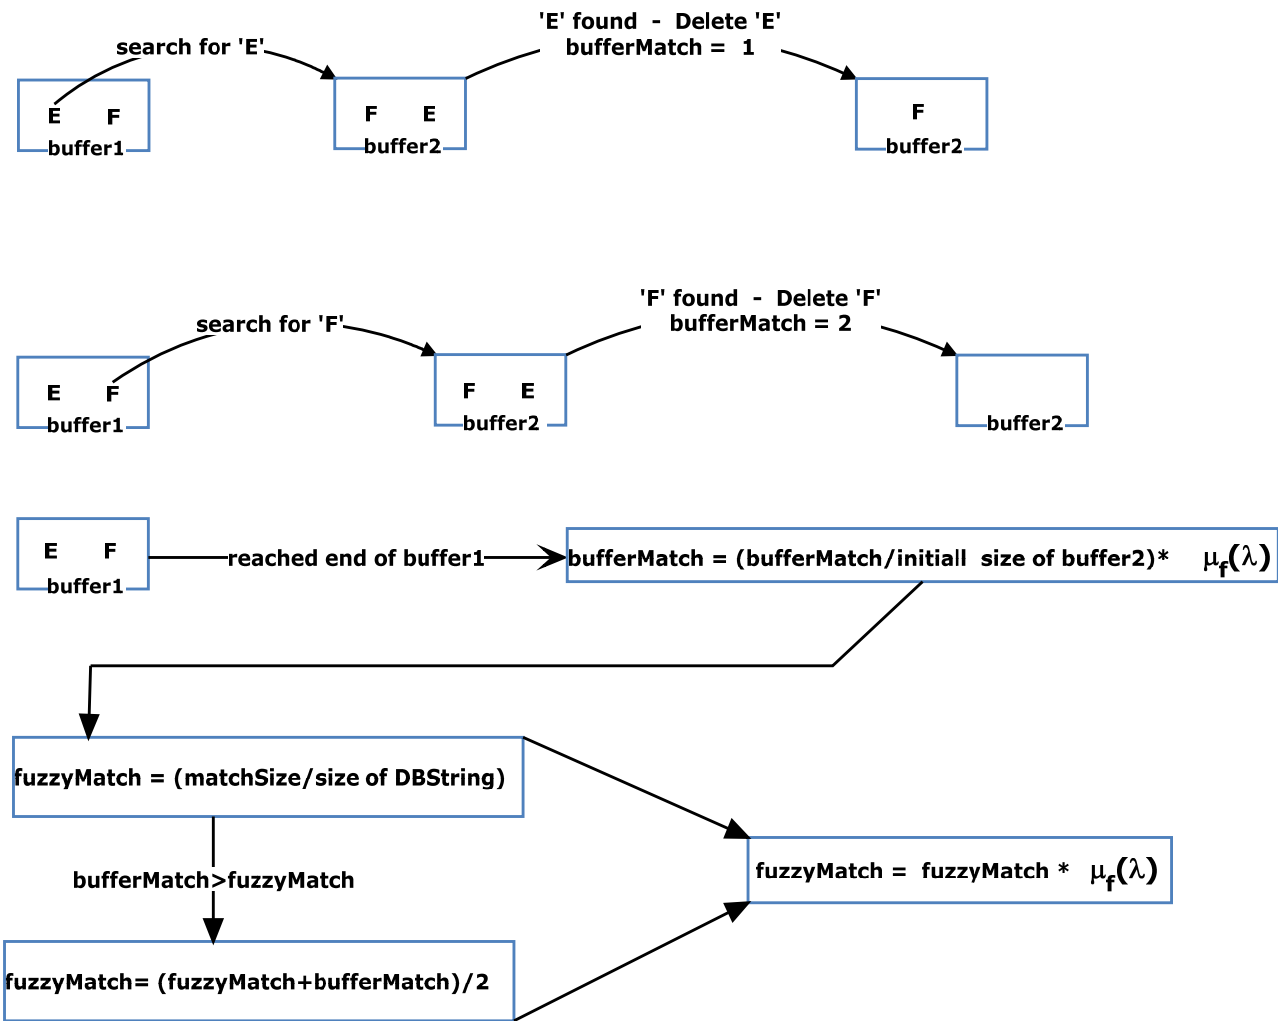 'E' found - Delete 'E'
bufferMatch = 1
search for 'E'
E F
buffer1
F E
buffer2
F
buffer2
'F' found - Delete 'F'
bufferMatch = 2
search for 'F'
E F
buffer1
F E
buffer2
buffer2
E F
buffer1
reached end of buffer1
bufferMatch = (bufferMatch/initiall size of buffer2)* μf(λ)
fuzzyMatch = (matchSize/size of DBString)
bufferMatch>fuzzyMatch
fuzzyMatch = fuzzyMatch * μf(λ)
fuzzyMatch= (fuzzyMatch+bufferMatch)/2